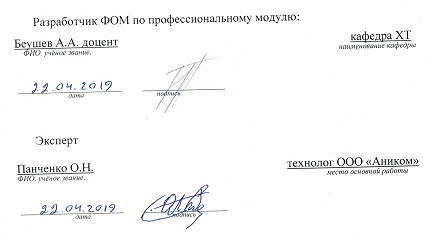 Разработчик ФОМ по профессиональному модулю:
Беушев А.А. доцент кафедра ХТ
ФИО. учёное звание. наименование кафедры
22.04.2019
дата подпись
Эксперт
Панченко О.Н. технолог ООО «Аником»
ФИО. учёное звание. место основной работы
22.04.2019
дата подпись